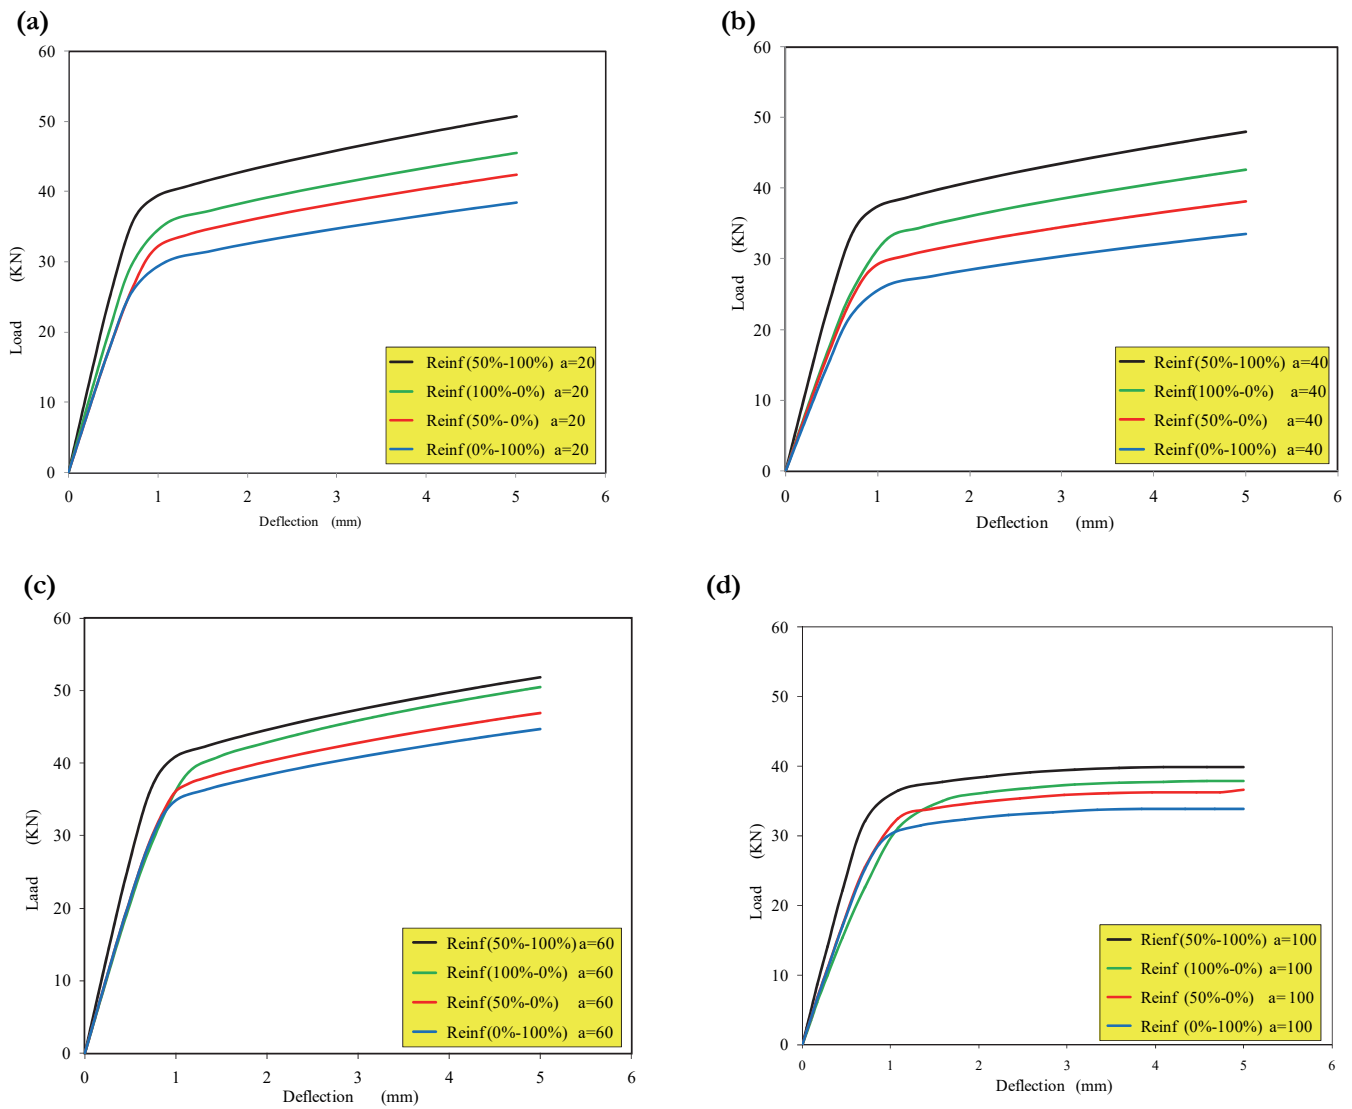 (a)
60
50
40
30
20
10
0
Load (KN)
Reinf (50%-100%) a=20
Reinf (100%-0%) a=20
Reinf (50%-0%) a=20
Reinf (0%-100%) a=20
0 1 2 3 4 5 6
Deflection (mm)
(b)
60
50
40
30
20
10
0
Load (KN)
Reinf (50%-100%) a=40
Reinf(100%-0%) a=40
Reinf (50%-0%) a=40
Reinf (0%-100%) a=40
0 1 2 3 4 5 6
Deflection (mm)
(c)
60
50
40
30
20
10
0
Laad (KN)
Reinf (50%-100%) a=60
Reinf (100%-0%) a=60
Reinf (50%-0%) a=60
Reinf (0%-100%) a=60
0 1 2 3 4 5 6
Deflection (mm)
(d)
60
50
40
30
20
10
0
Load (KN)
Rienf (50%-100%) a=100
Reinf (100%-0%) a=100
Reinf (50%-0%) a=100
Reinf (0%-100%) a=100
0 1 2 3 4 5 6
Deflection (mm)